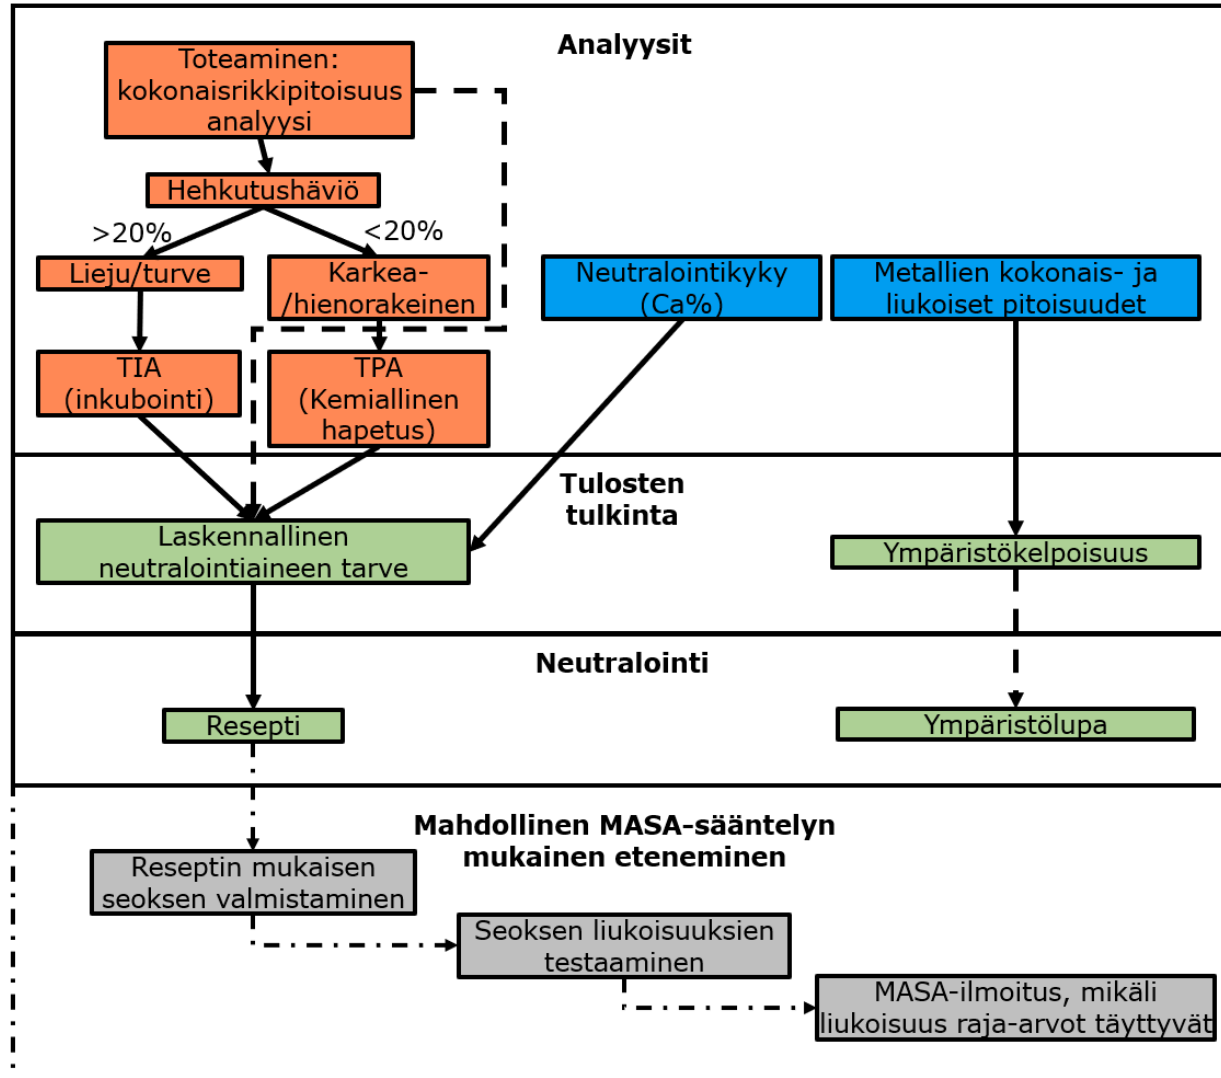 Analyysit
Toteaminen:
kokonaisrikkipitoisuus
analyysi
Hehkutushäviö
>20%
<20%
Lieju/turve
Karkea-
/hienorakeinen
Neutralointikyky
(Ca%)
Metallien kokonais- ja
liukoiset pitoisuudet
TIA
(inkubointi)
TPA
(Kemiallinen
hapetus)
Tulosten
tulkinta
Laskennallinen
neutralointiaineen tarve
Ympäristökelpoisuus
Neutralointi
Resepti
Ympäristölupa
Mahdollinen MASA-sääntelyn
mukainen eteneminen
Reseptin mukaisen
seoksen valmistaminen
Seoksen liukoisuuksien
testaaminen
MASA-ilmoitus, mikäli
liukoisuus raja-arvot täyttyvät